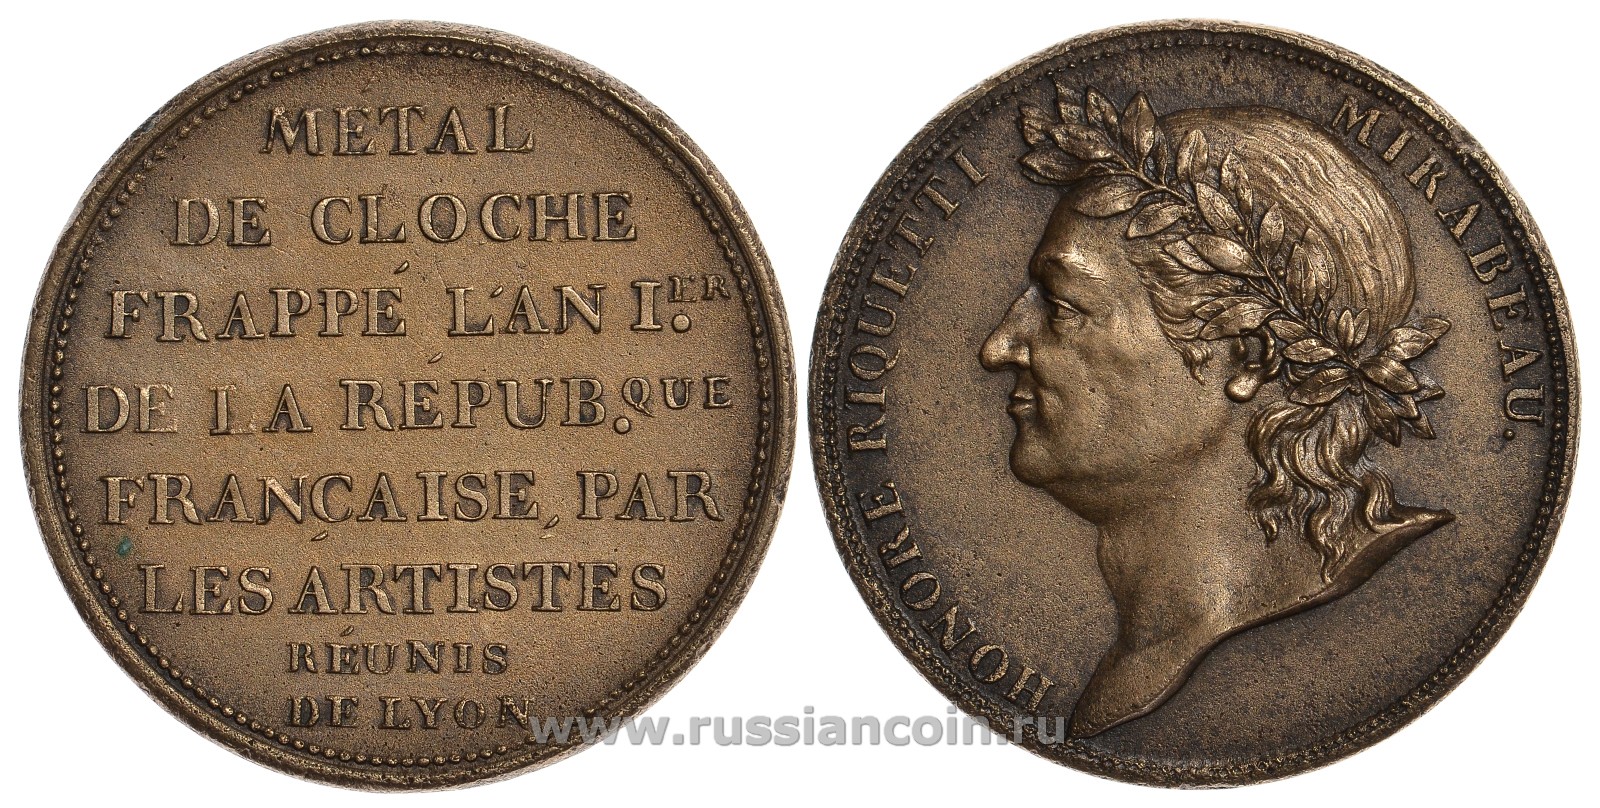 METAL
DE CLOCHE
FRAPPÉ L'AN I.ER
DE LA RÉPUB.QUE
FRANÇAISE, PAR
LES ARTISTES
RÉUNIS
DE LYON
HONORE RIQUETTI MIRABEAU.
www.russiancoin.ru